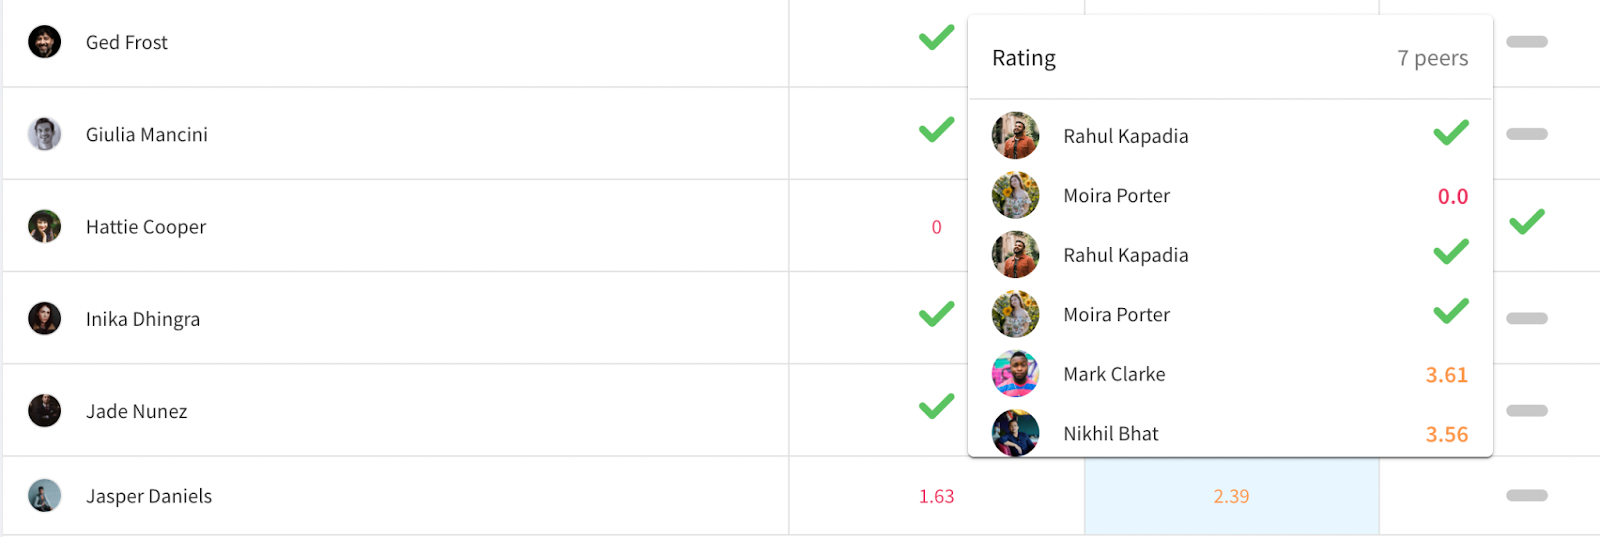 Ged Frost
Giulia Mancini
Hattie Cooper
0
Inika Dhingra
Jade Nunez
Jasper Daniels
1.63
2.39
Rating
7 peers
Rahul Kapadia
Moira Porter
0.0
Rahul Kapadia
Moira Porter
Mark Clarke
3.61
Nikhil Bhat
3.56